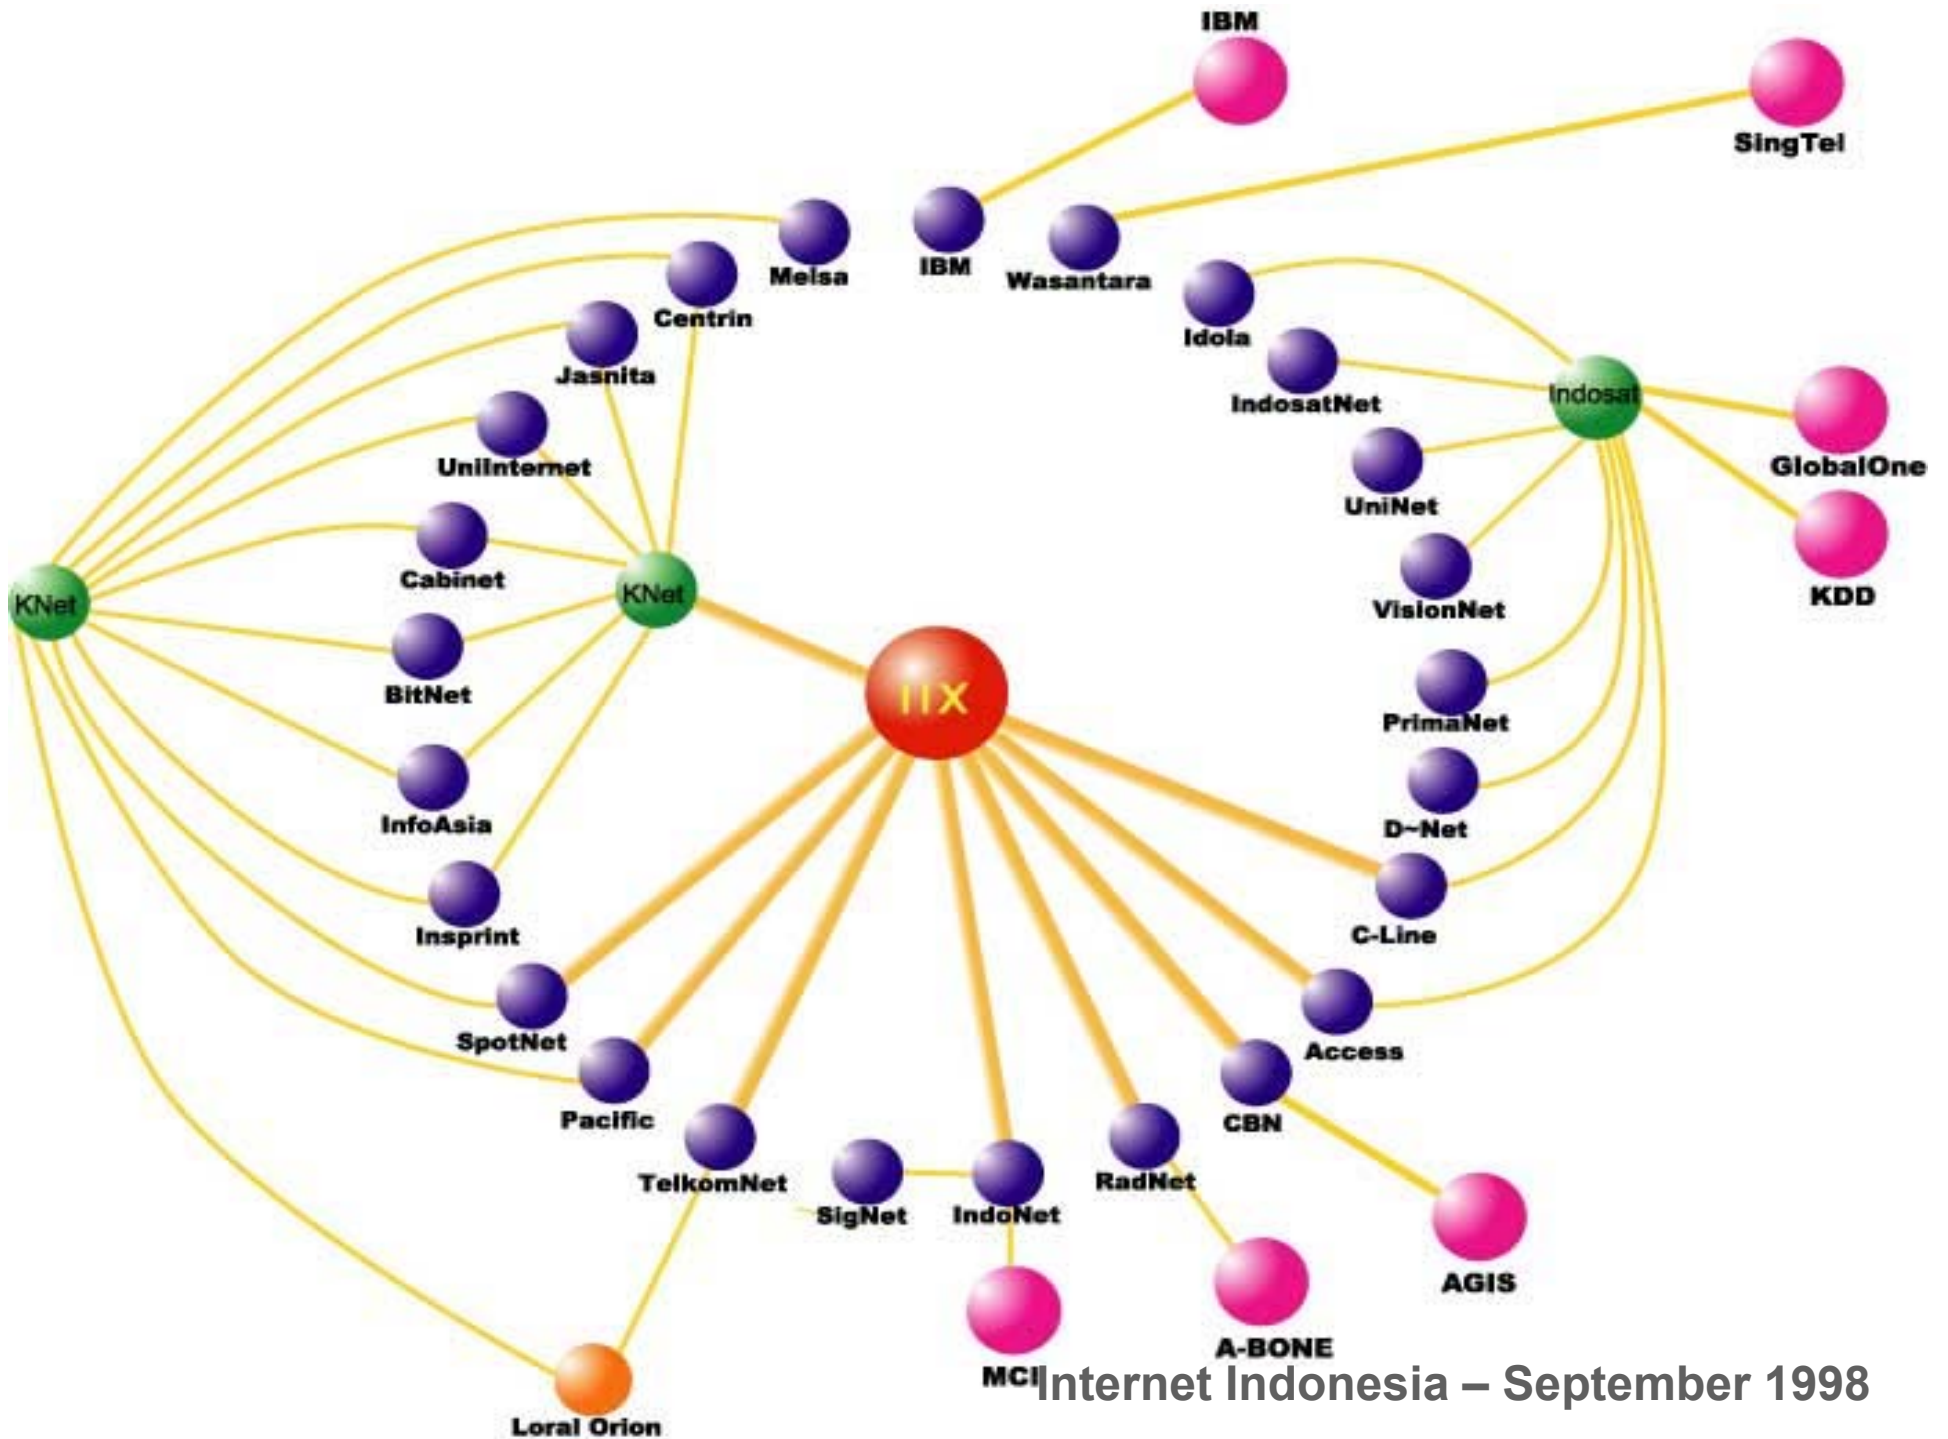 IBM
SingTel
Melsa
IBM
Wasantara
Centrin
Idola
Jasnita
IndosatNet
Indosat
UniInternet
GlobalOne
UniNet
Cabinet
VisionNet
KDD
KNet
KNet
BitNet
IIX
PrimaNet
InfoAsia
D~Net
Insprint
C-Line
SpotNet
Access
Pacific
CBN
TelkomNet
SigNet
IndoNet
RadNet
AGIS
A-BONE
MCI
Internet Indonesia – September 1998
Loral Orion